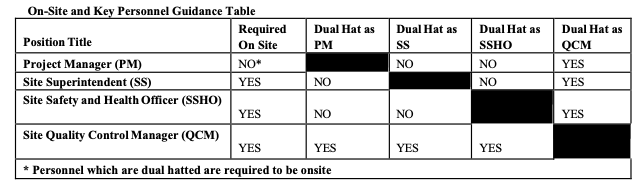 On-Site and Key Personnel Guidance Table
Position Title Required On Site Dual Hat as PM Dual Hat as SS Dual Hat as SSHO Dual Hat as QCM
Project Manager (PM) NO* NO NO YES
Site Superintendent (SS) YES NO NO YES
Site Safety and Health Officer (SSHO) YES NO NO YES
Site Quality Control Manager (QCM) YES YES YES YES
* Personnel which are dual hatted are required to be onsite